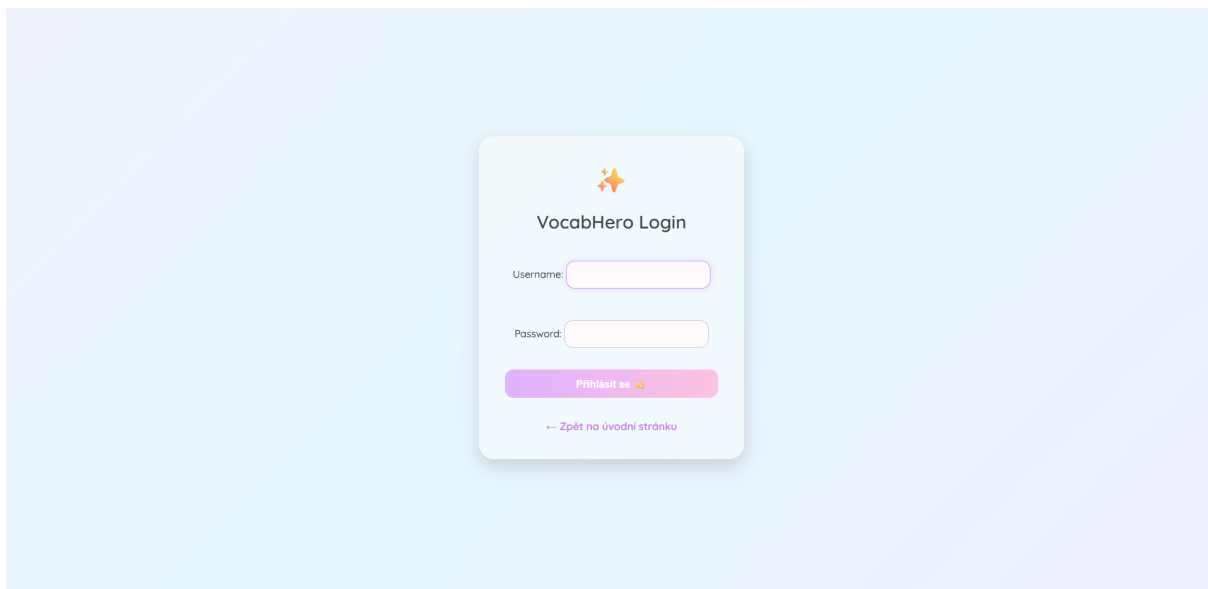 VocabHero Login
Username:
Password:
Přihlásit se
← Zpět na úvodní stránku